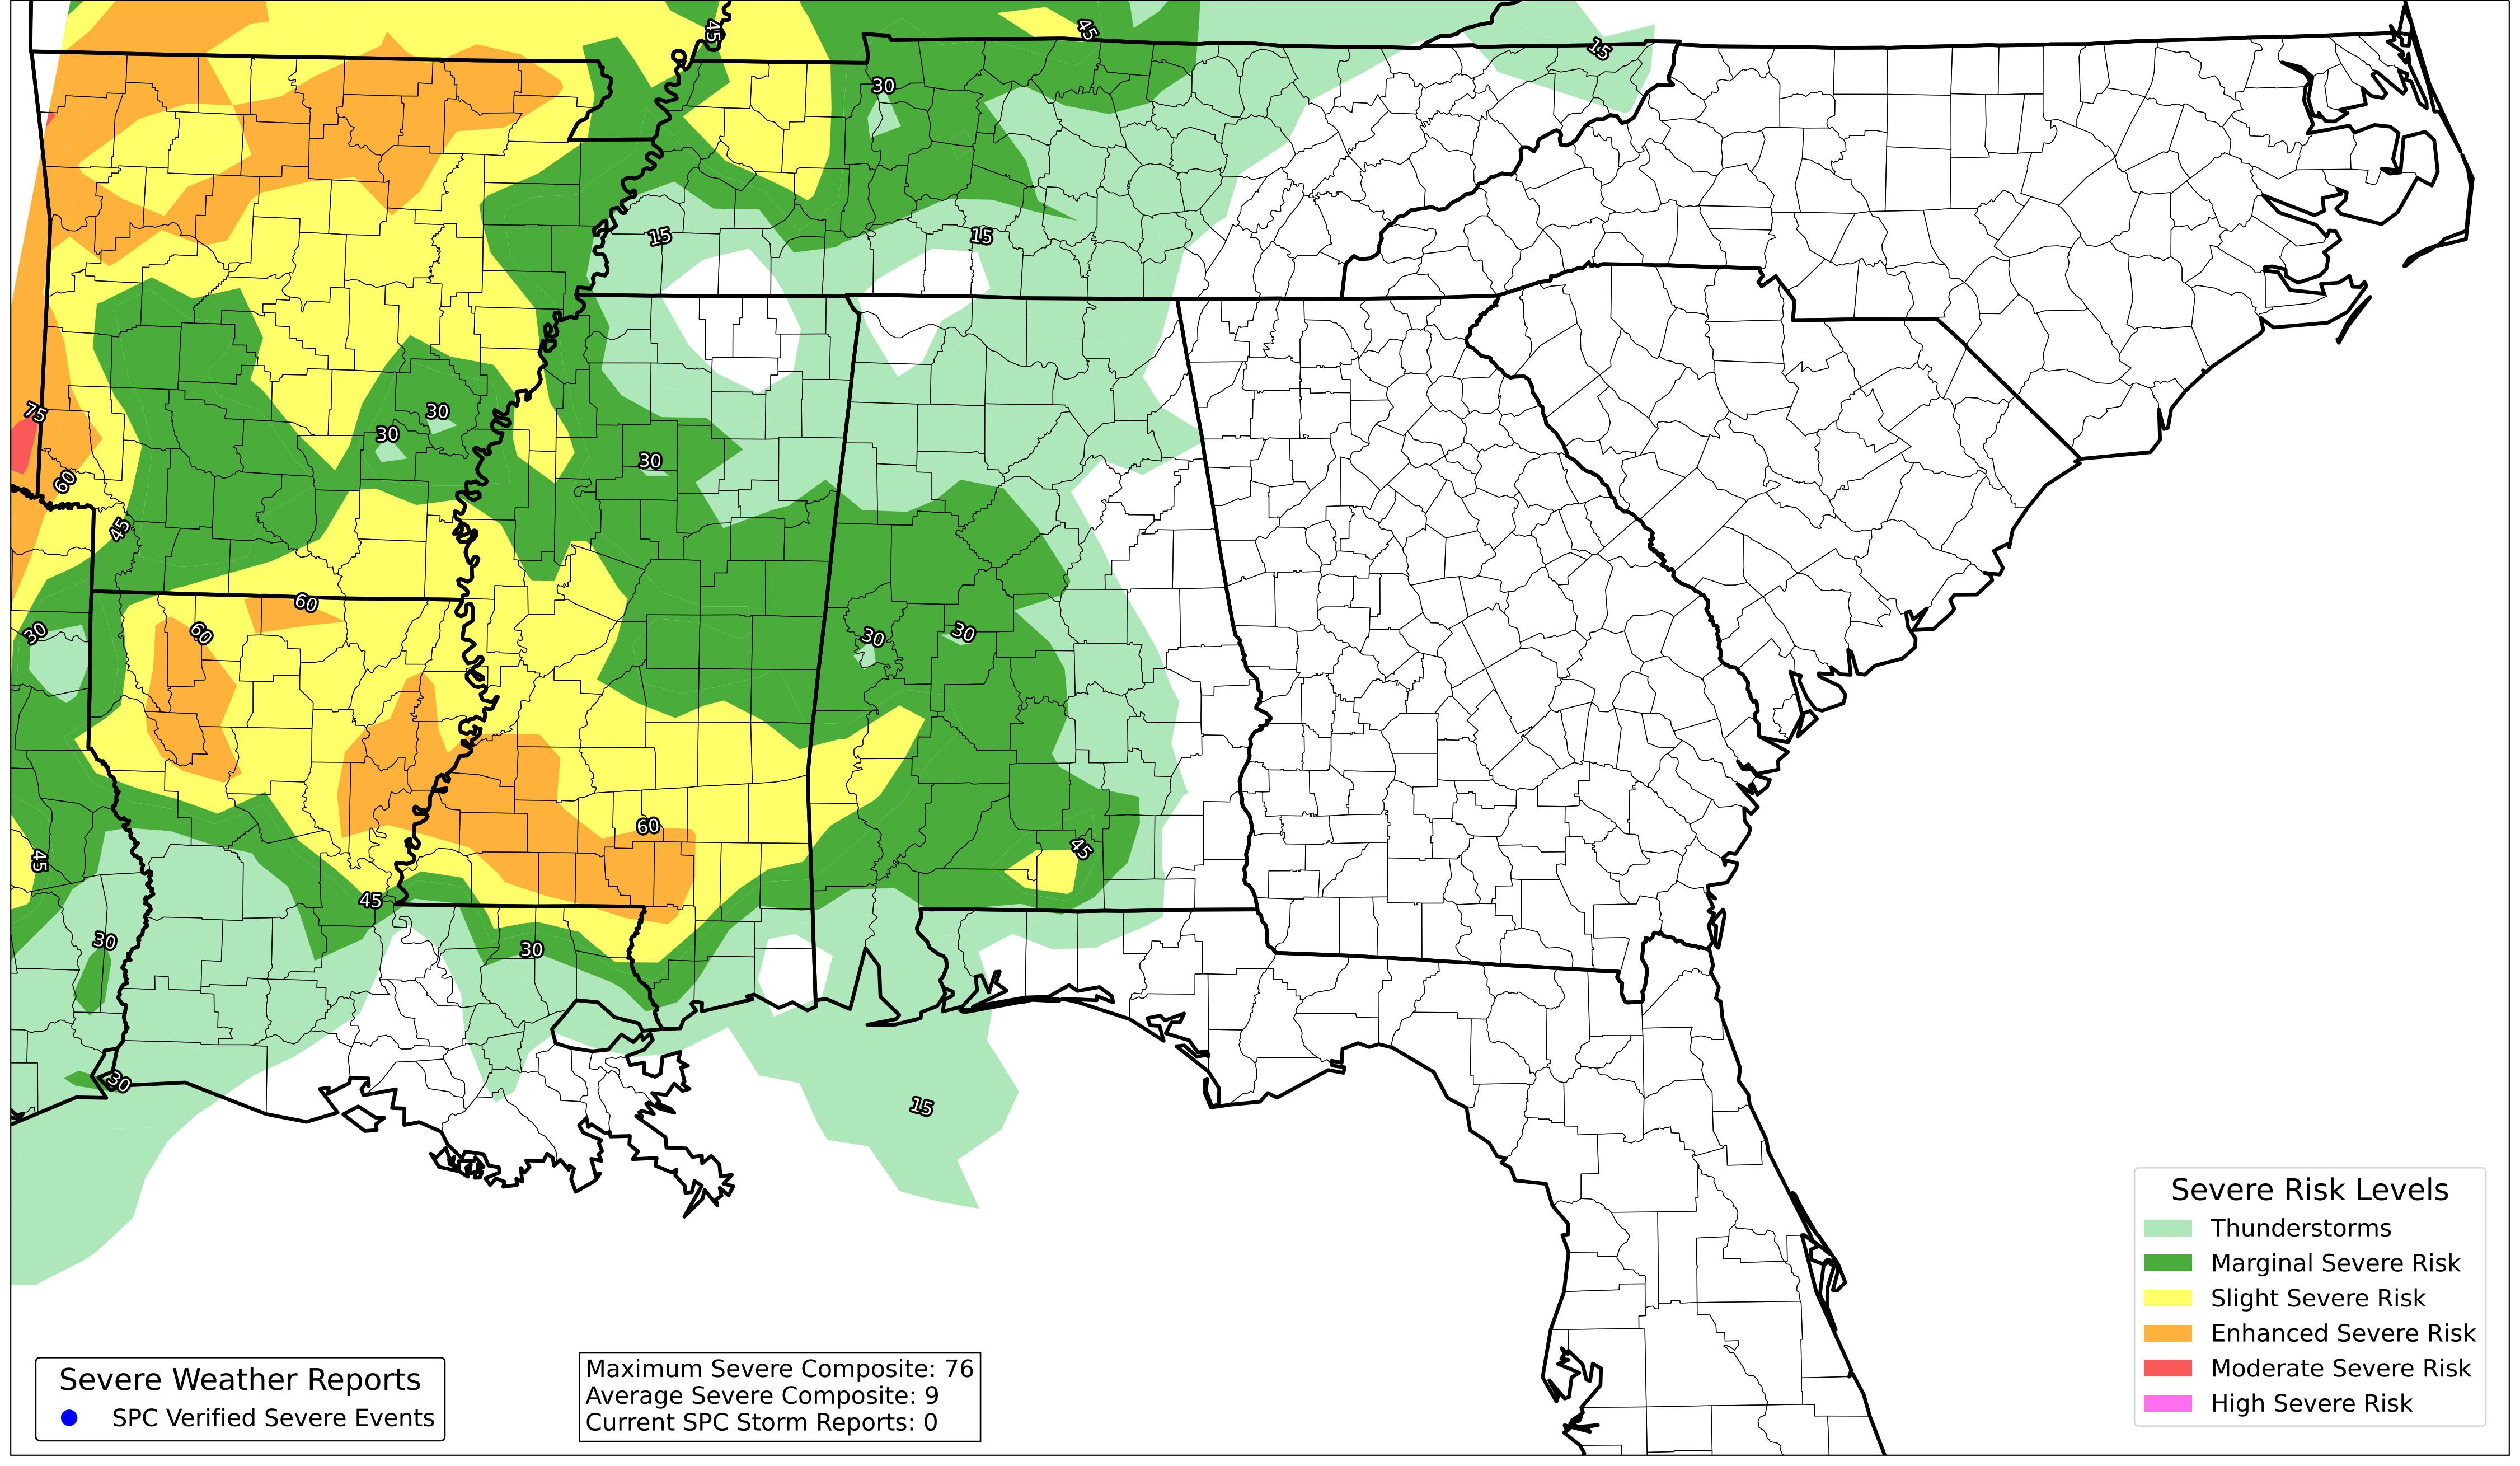 45
45
15
30
15
15
75
30
30
30
60
45
60
60
30
30
30
60
45
45
45
30
30
30
15
Severe Risk Levels
Thunderstorms
Marginal Severe Risk
Slight Severe Risk
Enhanced Severe Risk
Moderate Severe Risk
High Severe Risk
Severe Weather Reports
SPC Verified Severe Events
Maximum Severe Composite: 76
Average Severe Composite: 9
Current SPC Storm Reports: 0